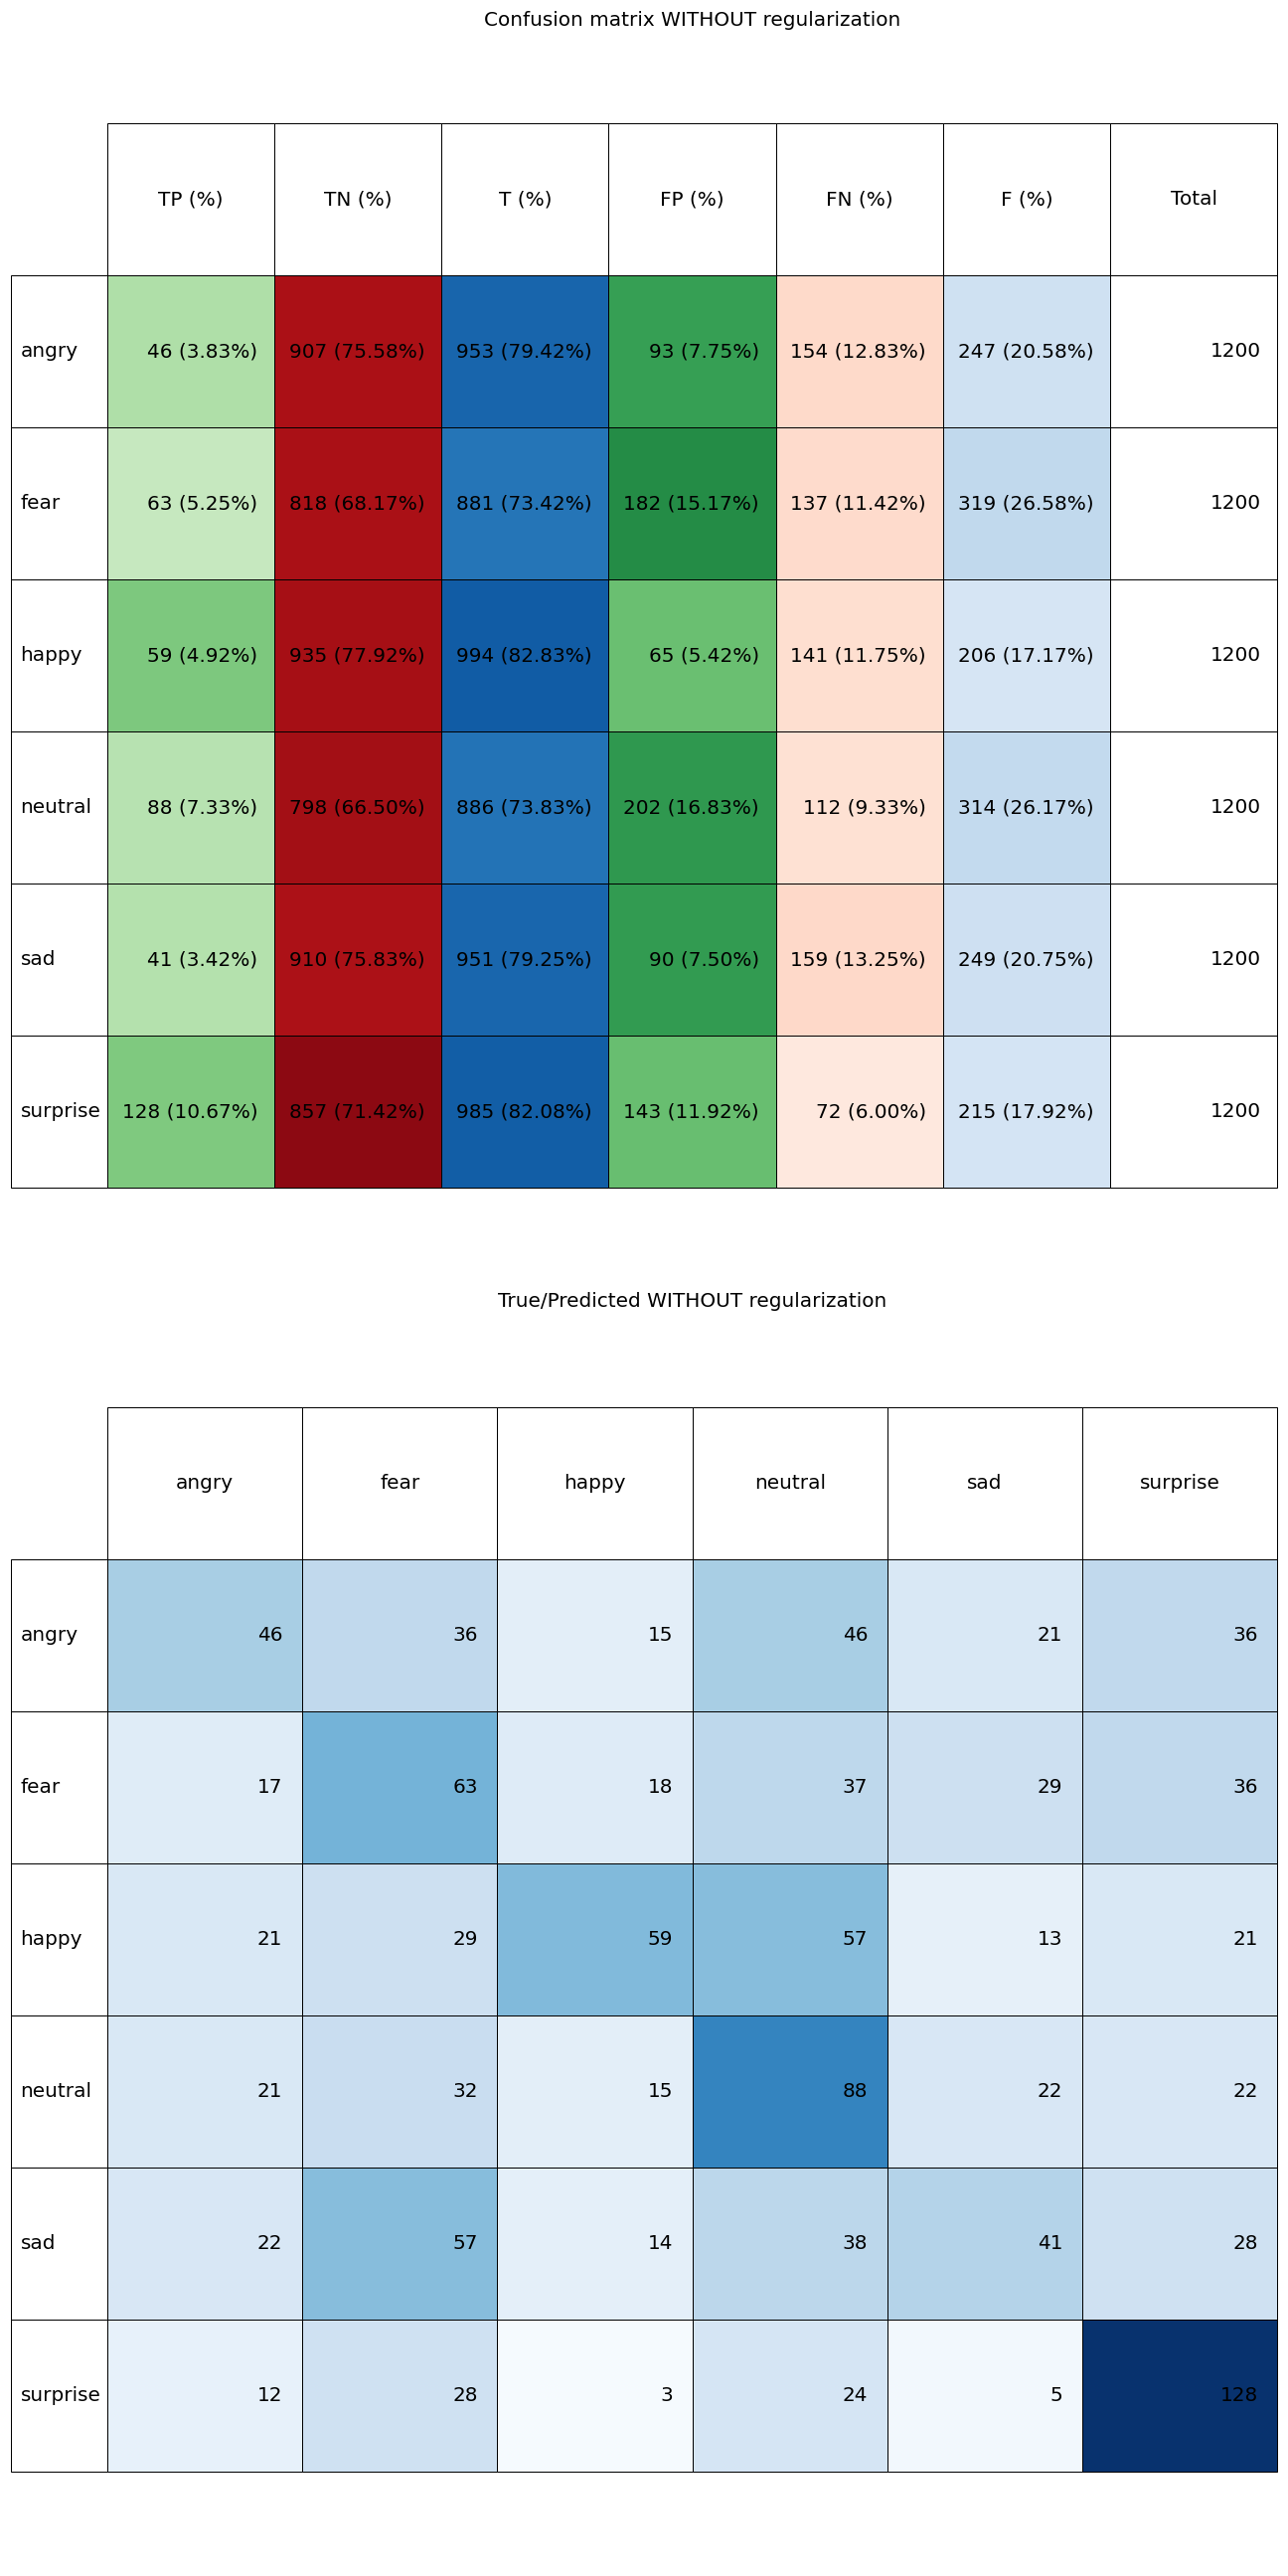 Confusion matrix WITHOUT regularization
TP (%) TN (%) T (%) FP (%) FN (%) F (%) Total
angry 46 (3.83%) 907 (75.58%) 953 (79.42%) 93 (7.75%) 154 (12.83%) 247 (20.58%) 1200
fear 63 (5.25%) 818 (68.17%) 881 (73.42%) 182 (15.17%) 137 (11.42%) 319 (26.58%) 1200
happy 59 (4.92%) 935 (77.92%) 994 (82.83%) 65 (5.42%) 141 (11.75%) 206 (17.17%) 1200
neutral 88 (7.33%) 798 (66.50%) 886 (73.83%) 202 (16.83%) 112 (9.33%) 314 (26.17%) 1200
sad 41 (3.42%) 910 (75.83%) 951 (79.25%) 90 (7.50%) 159 (13.25%) 249 (20.75%) 1200
surprise 128 (10.67%) 857 (71.42%) 985 (82.08%) 143 (11.92%) 72 (6.00%) 215 (17.92%) 1200
True/Predicted WITHOUT regularization
angry fear happy neutral sad surprise
angry 46 36 15 46 21 36
fear 17 63 18 37 29 36
happy 21 29 59 57 13 21
neutral 21 32 15 88 22 22
sad 22 57 14 38 41 28
surprise 12 28 3 24 5 128